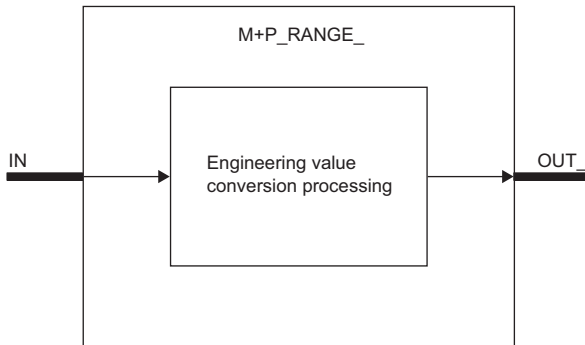 M+P_RANGE_
IN
Engineering value
conversion processing
OUT_